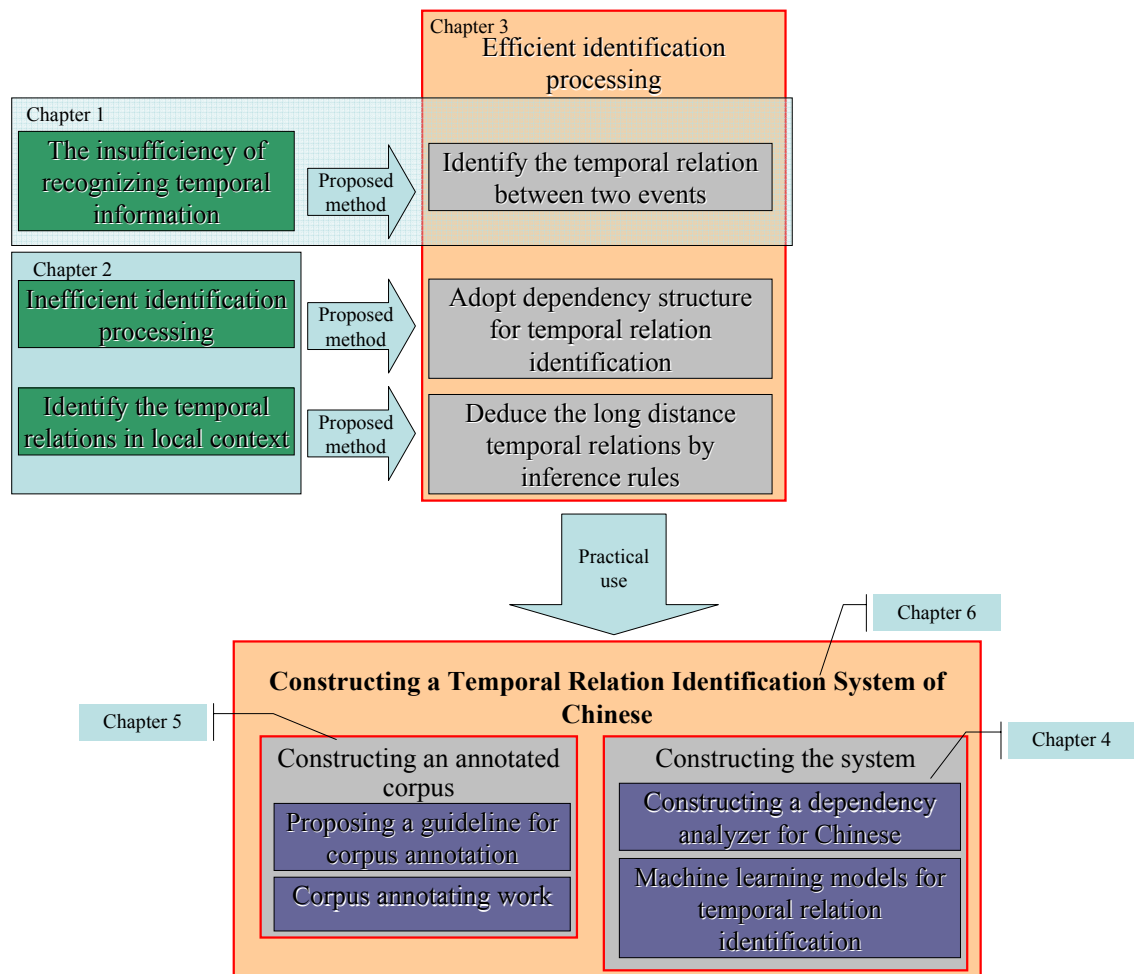 Chapter 3
Efficient identification
processing
Chapter 1
The insufficiency of
recognizing temporal
information
Proposed
method
Identify the temporal relation
between two events
Chapter 2
Inefficient identification
processing
Proposed
method
Adopt dependency structure
for temporal relation
identification
Identify the temporal
relations in local context
Proposed
method
Deduce the long distance
temporal relations by
inference rules
Practical
use
Chapter 6
Constructing a Temporal Relation Identification System of
Chinese
Chapter 5
Chapter 4
Constructing an annotated
corpus
Proposing a guideline for
corpus annotation
Corpus annotating work
Constructing the system
Constructing a dependency
analyzer for Chinese
Machine learning models for
temporal relation
identification